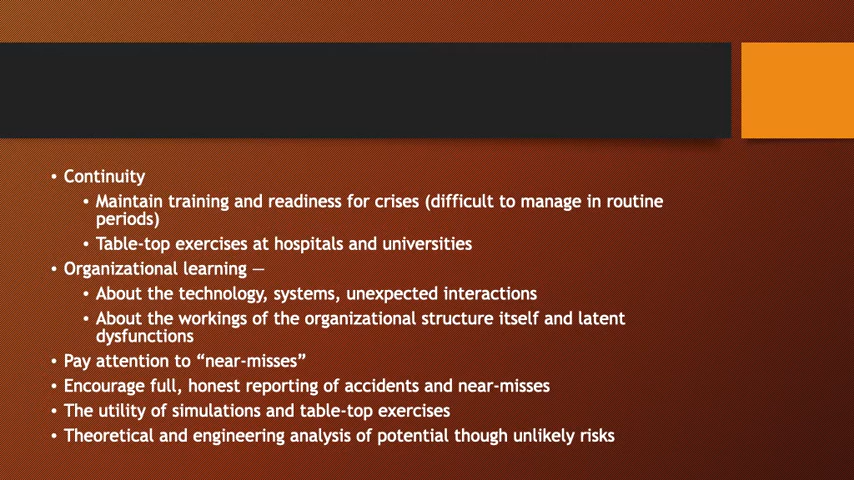 • Continuity
• Maintain training and readiness for crises (difficult to manage in routine
periods)
• Table-top exercises at hospitals and universities
• Organizational learning —
• About the technology, systems, unexpected interactions
• About the workings of the organizational structure itself and latent
dysfunctions
• Pay attention to “near-misses”
• Encourage full, honest reporting of accidents and near-misses
• The utility of simulations and table-top exercises
• Theoretical and engineering analysis of potential though unlikely risks